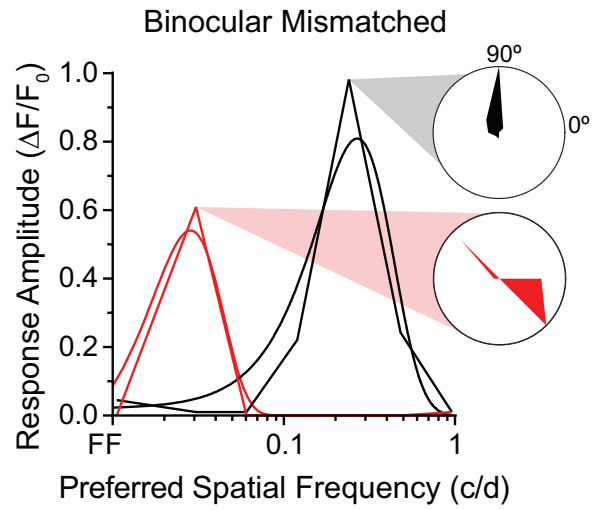 Binocular Mismatched
Response Amplitude (ΔF/F₀)
1.0
0.8
0.6
0.4
0.2
0.0
FF
0.1
1
Preferred Spatial Frequency (c/d)
90º
0º